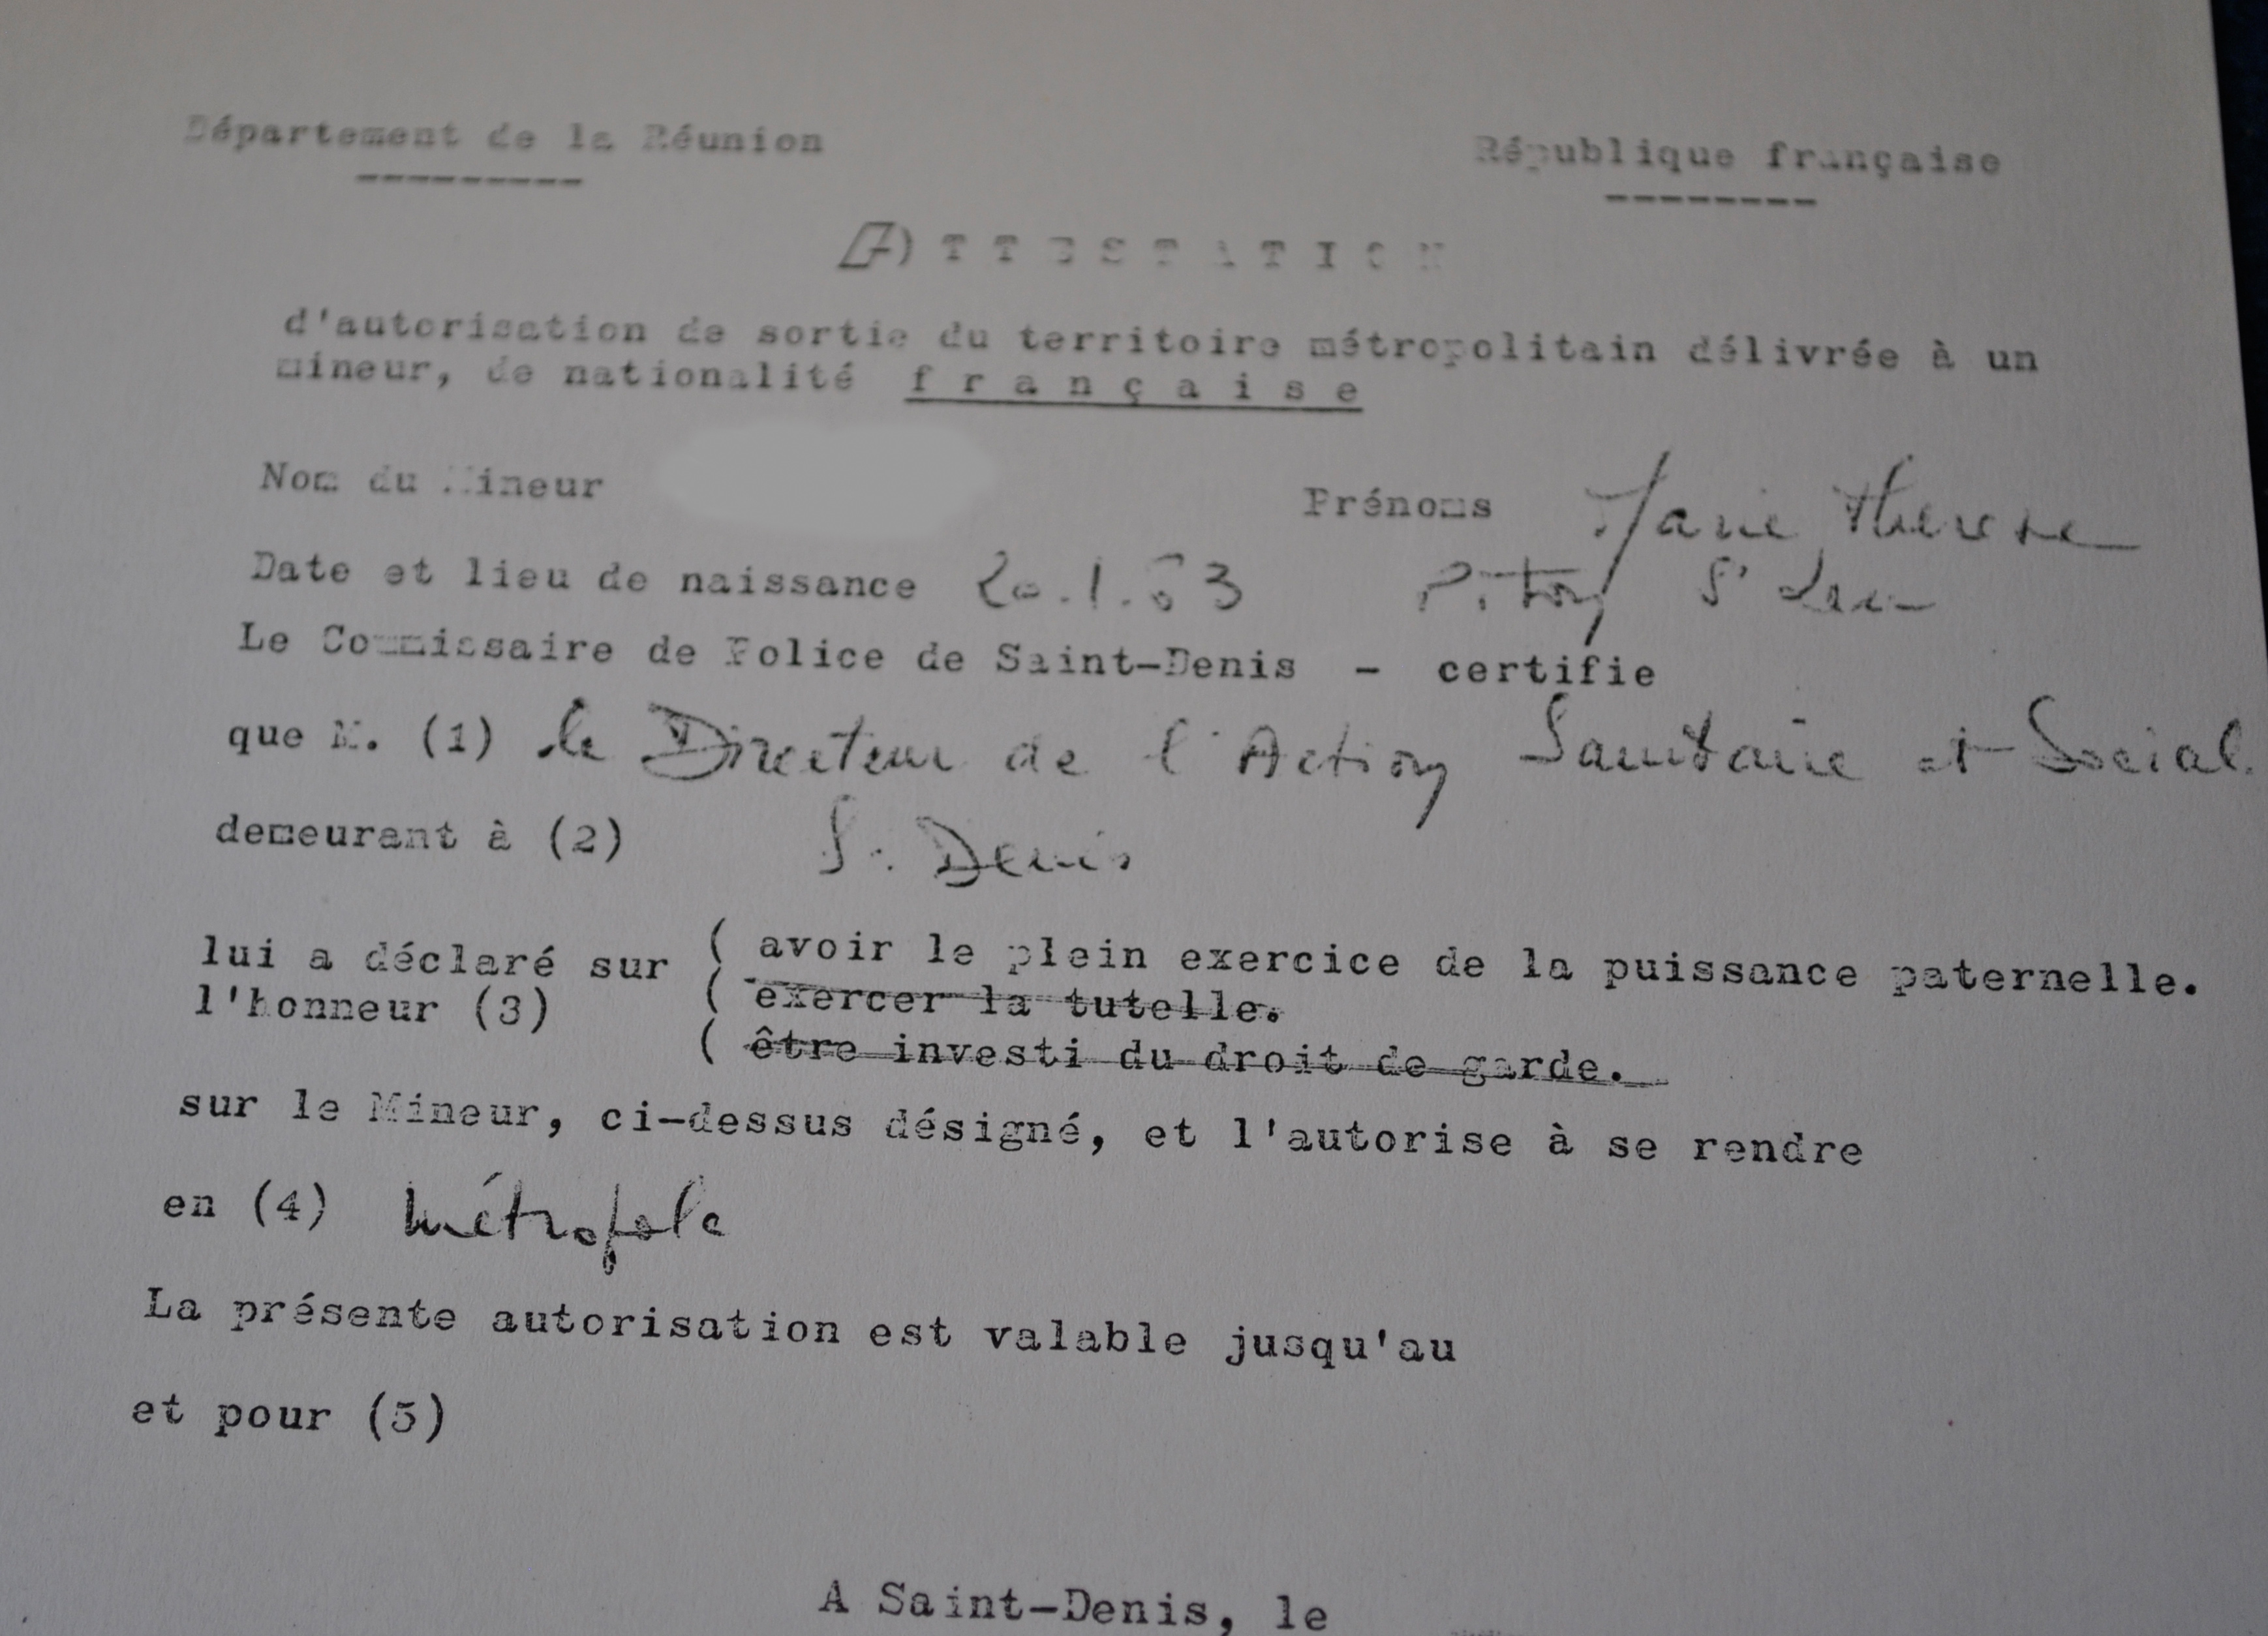 Département de la Réunion
République française
ATTESTATION
d'autorisation de sortie du territoire métropolitain délivrée à un
mineur, de nationalité française
Nom du Mineur Prénoms Marie Therese
Date et lieu de naissance 20.1.63 Piton St Leu
Le Commissaire de Police de Saint-Denis - certifie
que M. (1) le Directeur de l'Action Sanitaire et Social
demeurant à (2) St Denis
lui a déclaré sur ( avoir le plein exercice de la puissance paternelle.
l'honneur (3) ( exercer la tutelle.
( être investi du droit de garde.
sur le Mineur, ci-dessus désigné, et l'autorise à se rendre
en (4) métropole
La présente autorisation est valable jusqu'au
et pour (5)
A Saint-Denis, le